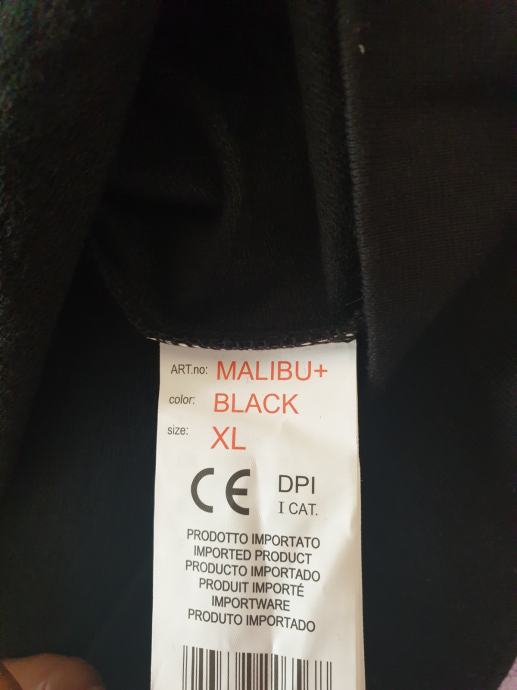 ART.no: MALIBU+
color: BLACK
size: XL
CE DPI
I CAT.
PRODOTTO IMPORTATO
IMPORTED PRODUCT
PRODUCTO IMPORTADO
PRODUIT IMPORTÉ
IMPORTWARE
PRODUTO IMPORTADO